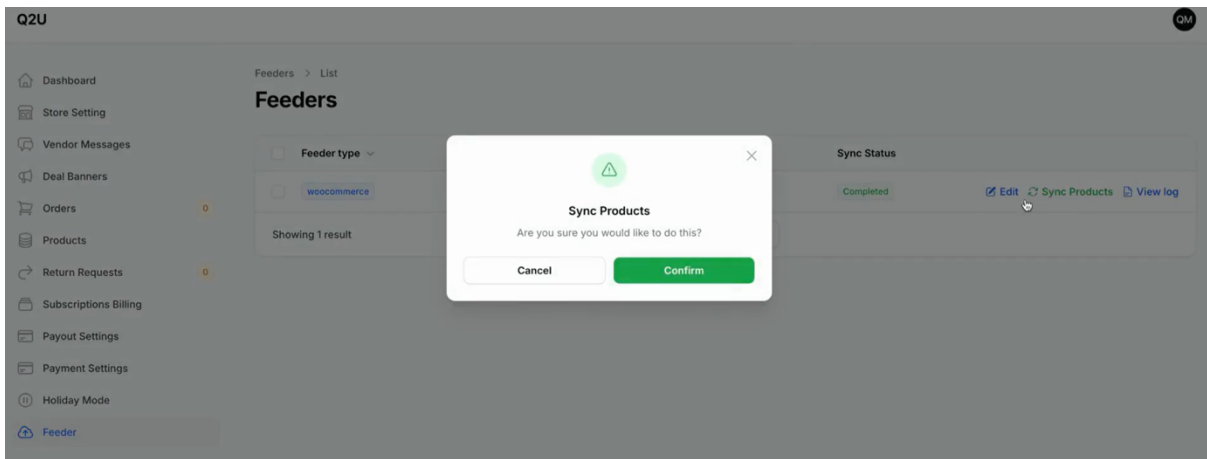 Q2U
QM
Dashboard
Store Setting
Vendor Messages
Deal Banners
Orders 0
Products
Return Requests 0
Subscriptions Billing
Payout Settings
Payment Settings
Holiday Mode
Feeder
Feeders > List
Feeders
Feeder type
Sync Status
woocommerce
Completed
Edit
Sync Products
View log
Showing 1 result
Sync Products
Are you sure you would like to do this?
Cancel
Confirm